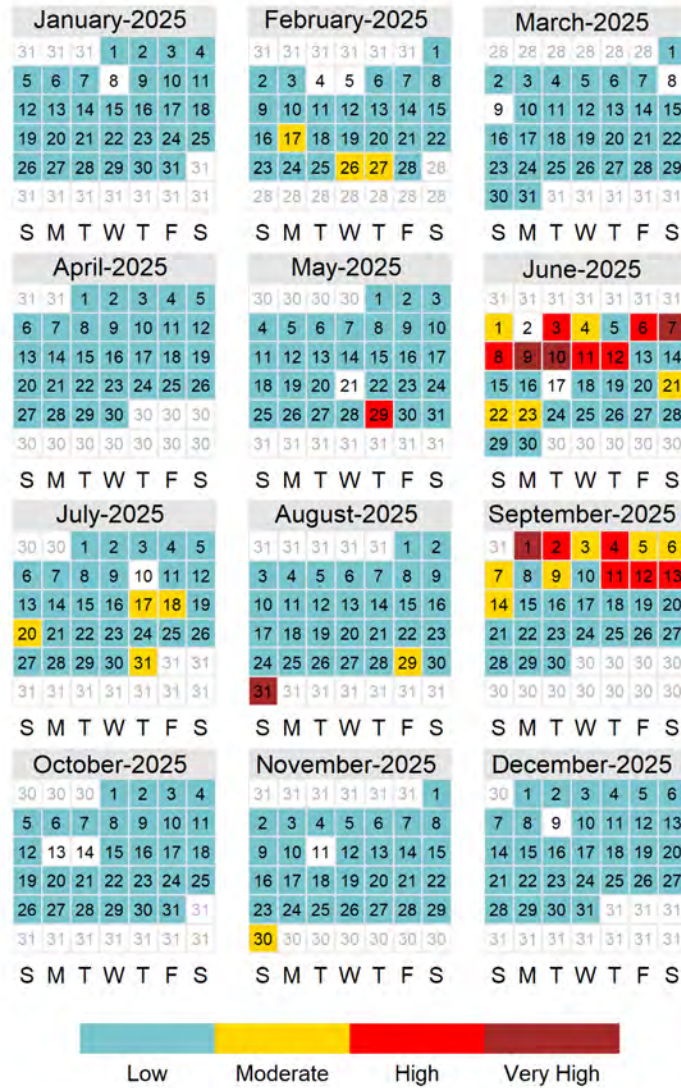 January-2025
31 31 31 1 2 3 4
5 6 7 8 9 10 11
12 13 14 15 16 17 18
19 20 21 22 23 24 25
26 27 28 29 30 31 31
31 31 31 31 31 31 31
S M T W T F S
February-2025
31 31 31 31 31 31 1
2 3 4 5 6 7 8
9 10 11 12 13 14 15
16 17 18 19 20 21 22
23 24 25 26 27 28 28
28 28 28 28 28 28 28
S M T W T F S
March-2025
28 28 28 28 28 28 1
2 3 4 5 6 7 8
9 10 11 12 13 14 15
16 17 18 19 20 21 22
23 24 25 26 27 28 29
30 31 31 31 31 31 31
S M T W T F S
April-2025
31 31 1 2 3 4 5
6 7 8 9 10 11 12
13 14 15 16 17 18 19
20 21 22 23 24 25 26
27 28 29 30 30 30 30
30 30 30 30 30 30 30
S M T W T F S
May-2025
30 30 30 30 1 2 3
4 5 6 7 8 9 10
11 12 13 14 15 16 17
18 19 20 21 22 23 24
25 26 27 28 29 30 31
31 31 31 31 31 31 31
S M T W T F S
June-2025
31 31 31 31 31 31 31
1 2 3 4 5 6 7
8 9 10 11 12 13 14
15 16 17 18 19 20 21
22 23 24 25 26 27 28
29 30 30 30 30 30 30
S M T W T F S
July-2025
30 30 1 2 3 4 5
6 7 8 9 10 11 12
13 14 15 16 17 18 19
20 21 22 23 24 25 26
27 28 29 30 31 31 31
31 31 31 31 31 31 31
S M T W T F S
August-2025
31 31 31 31 31 1 2
3 4 5 6 7 8 9
10 11 12 13 14 15 16
17 18 19 20 21 22 23
24 25 26 27 28 29 30
31 31 31 31 31 31 31
S M T W T F S
September-2025
31 1 2 3 4 5 6
7 8 9 10 11 12 13
14 15 16 17 18 19 20
21 22 23 24 25 26 27
28 29 30 30 30 30 30
30 30 30 30 30 30 30
S M T W T F S
October-2025
30 30 30 1 2 3 4
5 6 7 8 9 10 11
12 13 14 15 16 17 18
19 20 21 22 23 24 25
26 27 28 29 30 31 31
31 31 31 31 31 31 31
S M T W T F S
November-2025
31 31 31 31 31 31 1
2 3 4 5 6 7 8
9 10 11 12 13 14 15
16 17 18 19 20 21 22
23 24 25 26 27 28 29
30 30 30 30 30 30 30
S M T W T F S
December-2025
30 1 2 3 4 5 6
7 8 9 10 11 12 13
14 15 16 17 18 19 20
21 22 23 24 25 26 27
28 29 30 31 31 31 31
31 31 31 31 31 31 31
S M T W T F S
Low Moderate High Very High